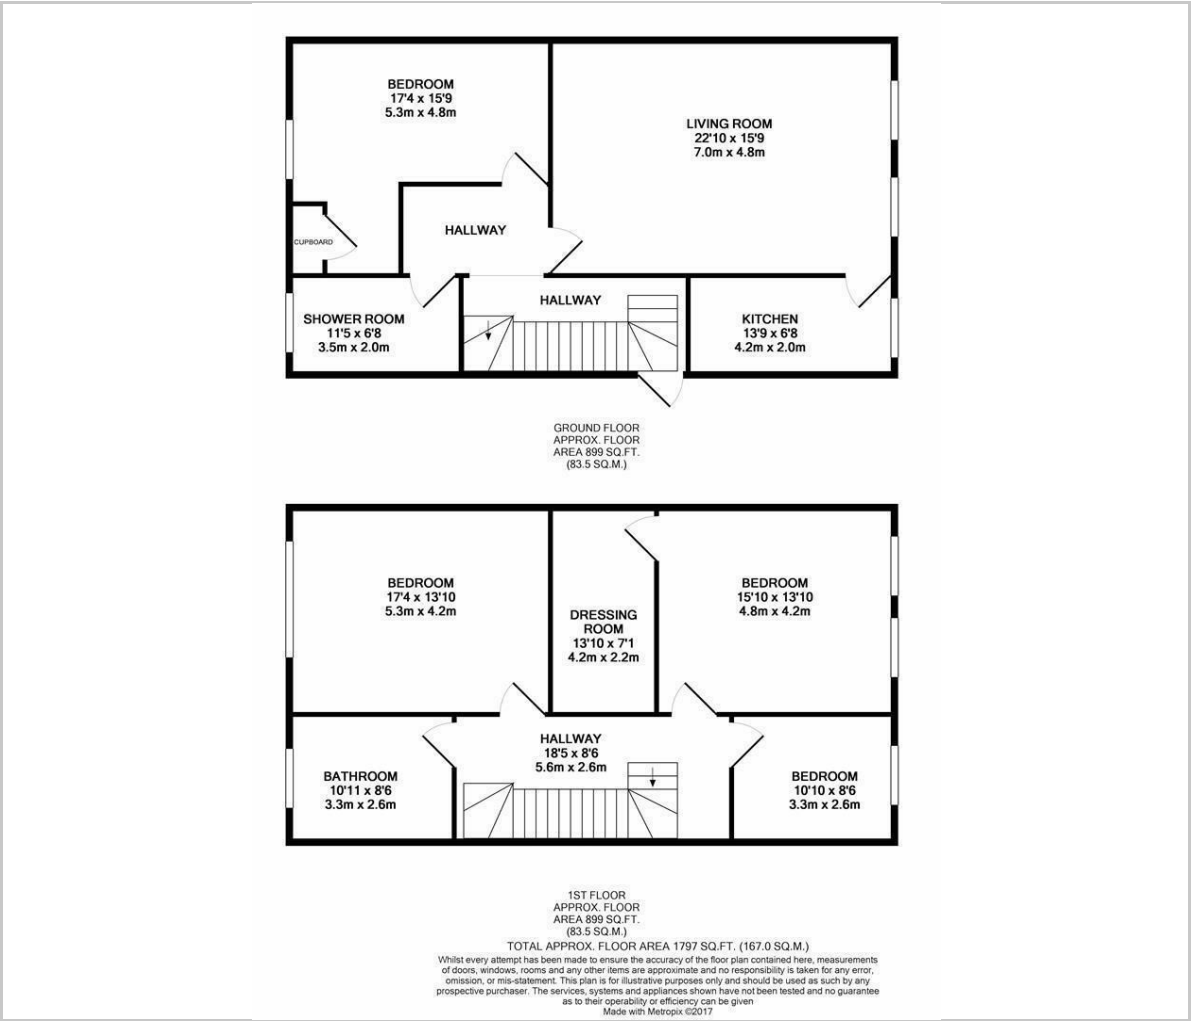 BEDROOM
17'4 x 15'9
5.3m x 4.8m
LIVING ROOM
22'10 x 15'9
7.0m x 4.8m
HALLWAY
CUPBOARD
HALLWAY
SHOWER ROOM
11'5 x 6'8
3.5m x 2.0m
KITCHEN
13'9 x 6'8
4.2m x 2.0m
GROUND FLOOR
APPROX. FLOOR
AREA 899 SQ.FT.
(83.5 SQ.M.)
BEDROOM
17'4 x 13'10
5.3m x 4.2m
DRESSING
ROOM
13'10 x 7'1
4.2m x 2.2m
BEDROOM
15'10 x 13'10
4.8m x 4.2m
HALLWAY
18'5 x 8'6
5.6m x 2.6m
BATHROOM
10'11 x 8'6
3.3m x 2.6m
BEDROOM
10'10 x 8'6
3.3m x 2.6m
1ST FLOOR
APPROX. FLOOR
AREA 899 SQ.FT.
(83.5 SQ.M.)
TOTAL APPROX. FLOOR AREA 1797 SQ.FT. (167.0 SQ.M.)
Whilst every attempt has been made to ensure the accuracy of the floor plan contained here, measurements
of doors, windows, rooms and any other items are approximate and no responsibility is taken for any error,
omission, or mis-statement. This plan is for illustrative purposes only and should be used as such by any
prospective purchaser. The services, systems and appliances shown have not been tested and no guarantee
as to their operability or efficiency can be given
Made with Metropix ©2017